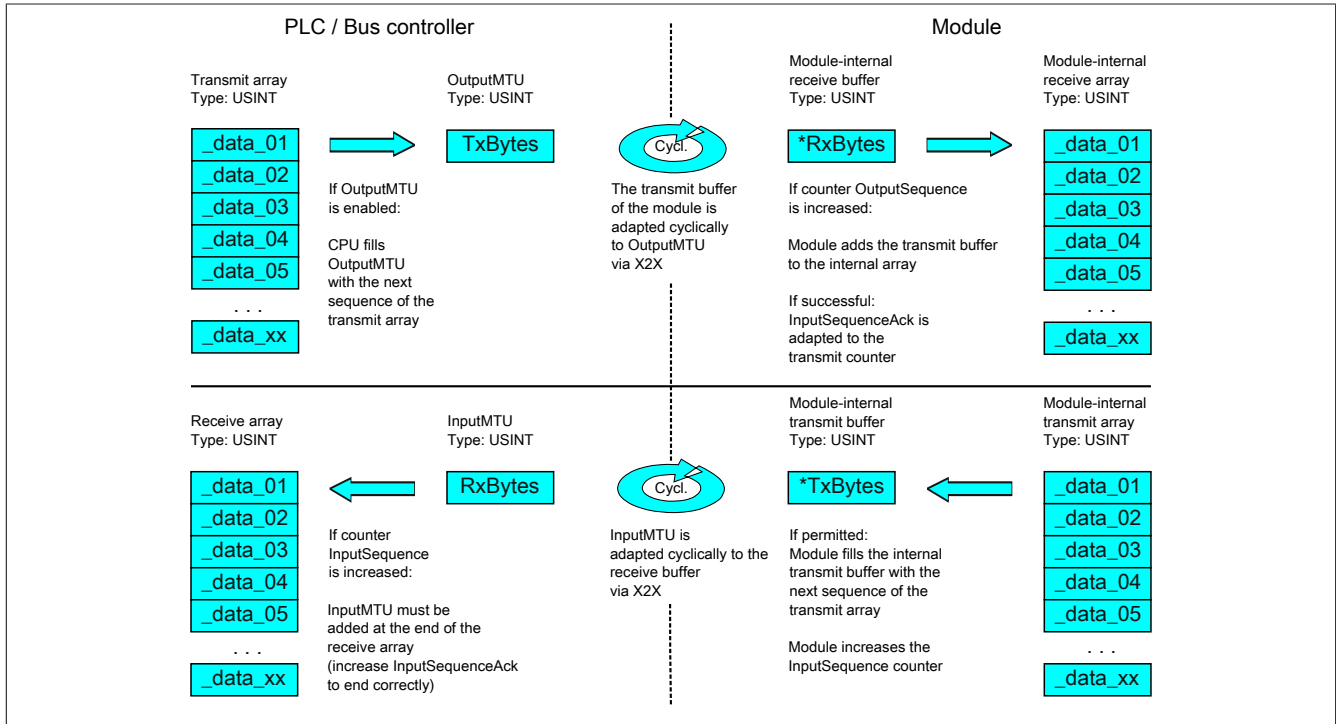 PLC / Bus controller
Module
Transmit array
Type: USINT
OutputMTU
Type: USINT
Module-internal
receive buffer
Type: USINT
Module-internal
receive array
Type: USINT
_data_01
_data_02
_data_03
_data_04
_data_05
. . .
_data_xx
If OutputMTU
is enabled:
CPU fills
OutputMTU
with the next
sequence of the
transmit array
TxBytes
Cycl.
The transmit buffer
of the module is
adapted cyclically
to OutputMTU
via X2X
*RxBytes
If counter OutputSequence
is increased:
Module adds the transmit buffer
to the internal array
If successful:
InputSequenceAck is
adapted to the
transmit counter
_data_01
_data_02
_data_03
_data_04
_data_05
. . .
_data_xx
Receive array
Type: USINT
InputMTU
Type: USINT
Module-internal
transmit buffer
Type: USINT
Module-internal
transmit array
Type: USINT
_data_01
_data_02
_data_03
_data_04
_data_05
. . .
_data_xx
If counter
InputSequence
is increased:
InputMTU must be
added at the end of the
receive array
(increase InputSequenceAck
to end correctly)
RxBytes
Cycl.
InputMTU is
adapted cyclically to the
receive buffer
via X2X
*TxBytes
If permitted:
Module fills the internal
transmit buffer with the
next sequence of the
transmit array
Module increases the
InputSequence counter
_data_01
_data_02
_data_03
_data_04
_data_05
. . .
_data_xx